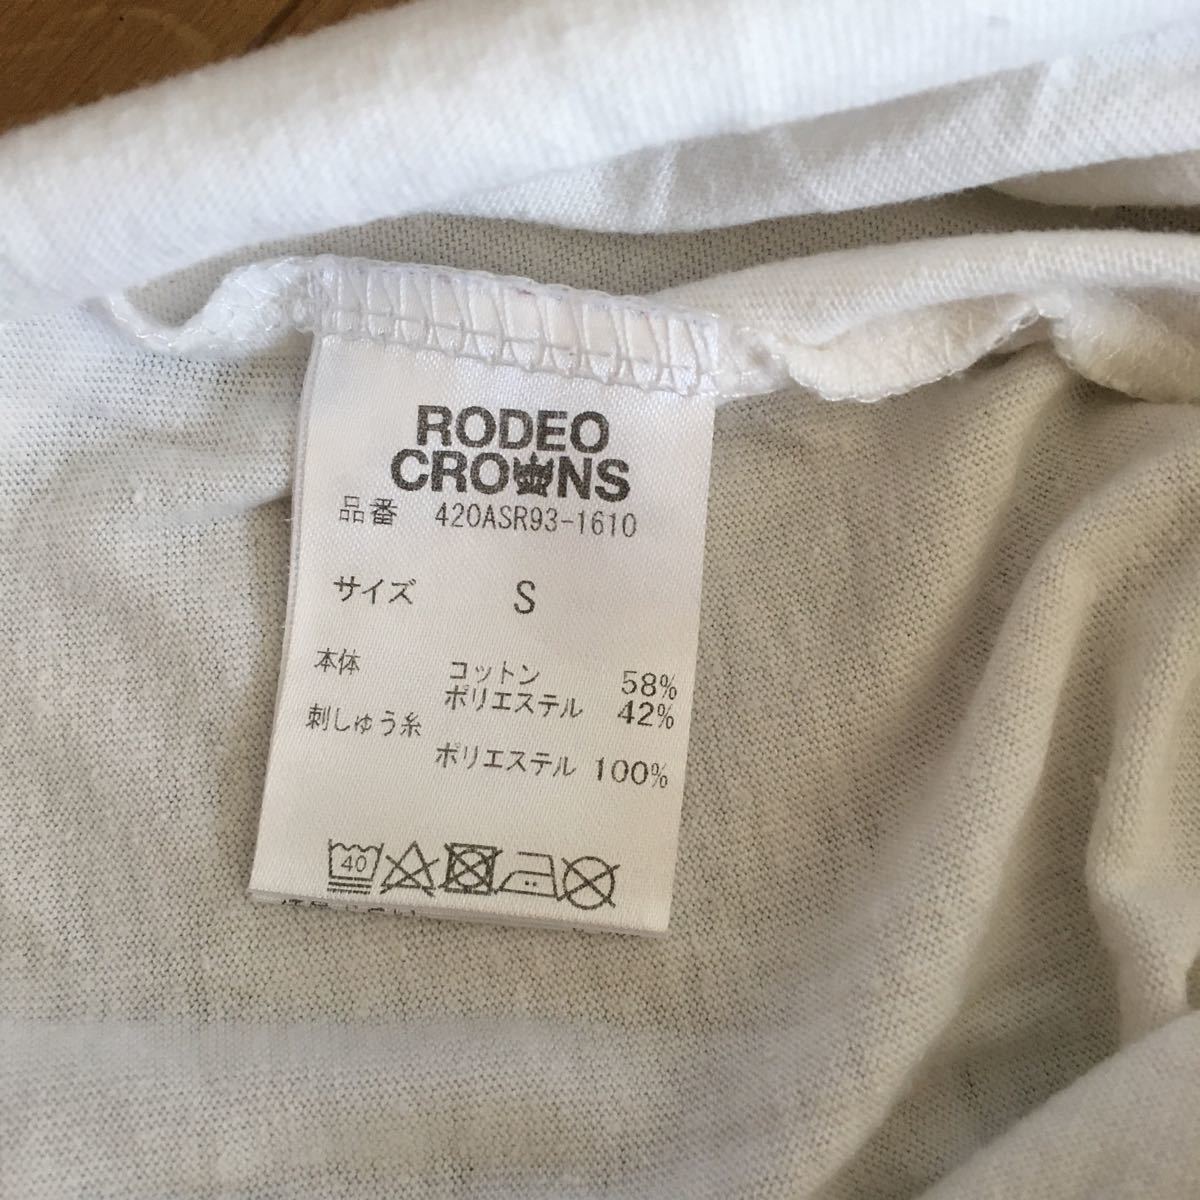 RODEO
CROWNS
品番 420ASR93-1610
サイズ S
本体 コットン 58%
ポリエステル 42%
刺しゅう糸
ポリエステル 100%
40